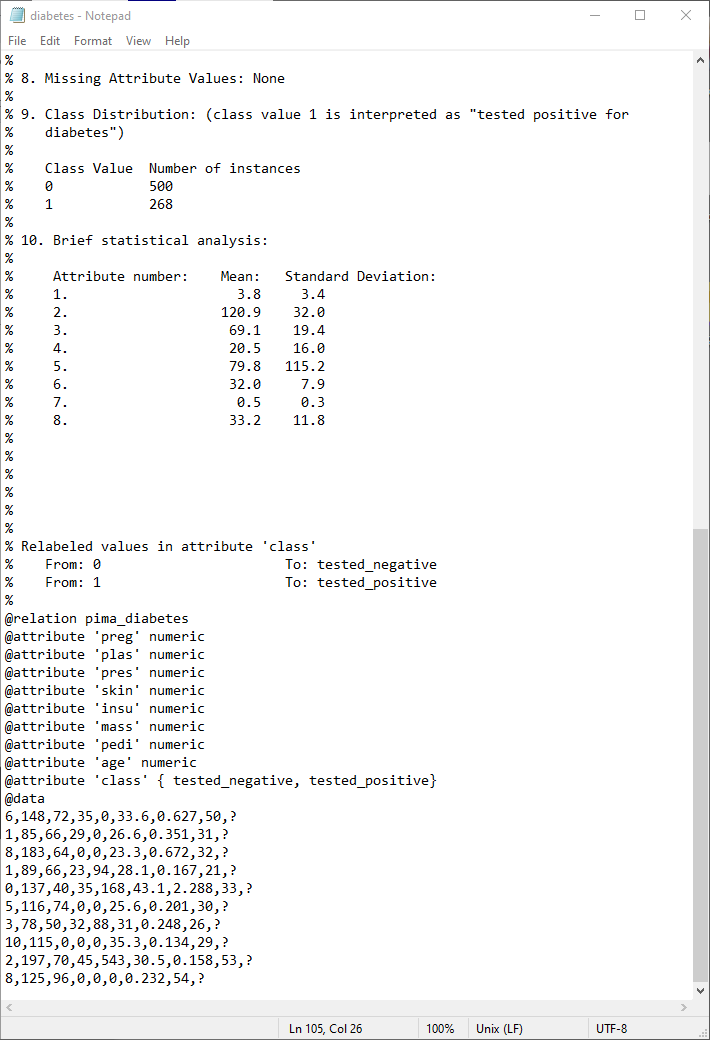 diabetes - Notepad
File Edit Format View Help
%
% 8. Missing Attribute Values: None
%
% 9. Class Distribution: (class value 1 is interpreted as "tested positive for
%    diabetes")
%
%    Class Value  Number of instances
%    0            500
%    1            268
%
% 10. Brief statistical analysis:
%
%     Attribute number:    Mean:   Standard Deviation:
%     1.                     3.8     3.4
%     2.                   120.9    32.0
%     3.                    69.1    19.4
%     4.                    20.5    16.0
%     5.                    79.8   115.2
%     6.                    32.0     7.9
%     7.                     0.5     0.3
%     8.                    33.2    11.8
%
%
%
%
%
%
% Relabeled values in attribute 'class'
%    From: 0                       To: tested_negative
%    From: 1                       To: tested_positive
%
@relation pima_diabetes
@attribute 'preg' numeric
@attribute 'plas' numeric
@attribute 'pres' numeric
@attribute 'skin' numeric
@attribute 'insu' numeric
@attribute 'mass' numeric
@attribute 'pedi' numeric
@attribute 'age' numeric
@attribute 'class' { tested_negative, tested_positive}
@data
6,148,72,35,0,33.6,0.627,50,?
1,85,66,29,0,26.6,0.351,31,?
8,183,64,0,0,23.3,0.672,32,?
1,89,66,23,94,28.1,0.167,21,?
0,137,40,35,168,43.1,2.288,33,?
5,116,74,0,0,25.6,0.201,30,?
3,78,50,32,88,31,0.248,26,?
10,115,0,0,0,35.3,0.134,29,?
2,197,70,45,543,30.5,0.158,53,?
8,125,96,0,0,0,0.232,54,?
Ln 105, Col 26 100% Unix (LF) UTF-8